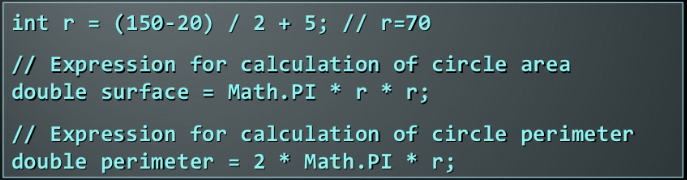 int r = (150-20) / 2 + 5; // r=70
// Expression for calculation of circle area
double surface = Math.PI * r * r;
// Expression for calculation of circle perimeter
double perimeter = 2 * Math.PI * r;